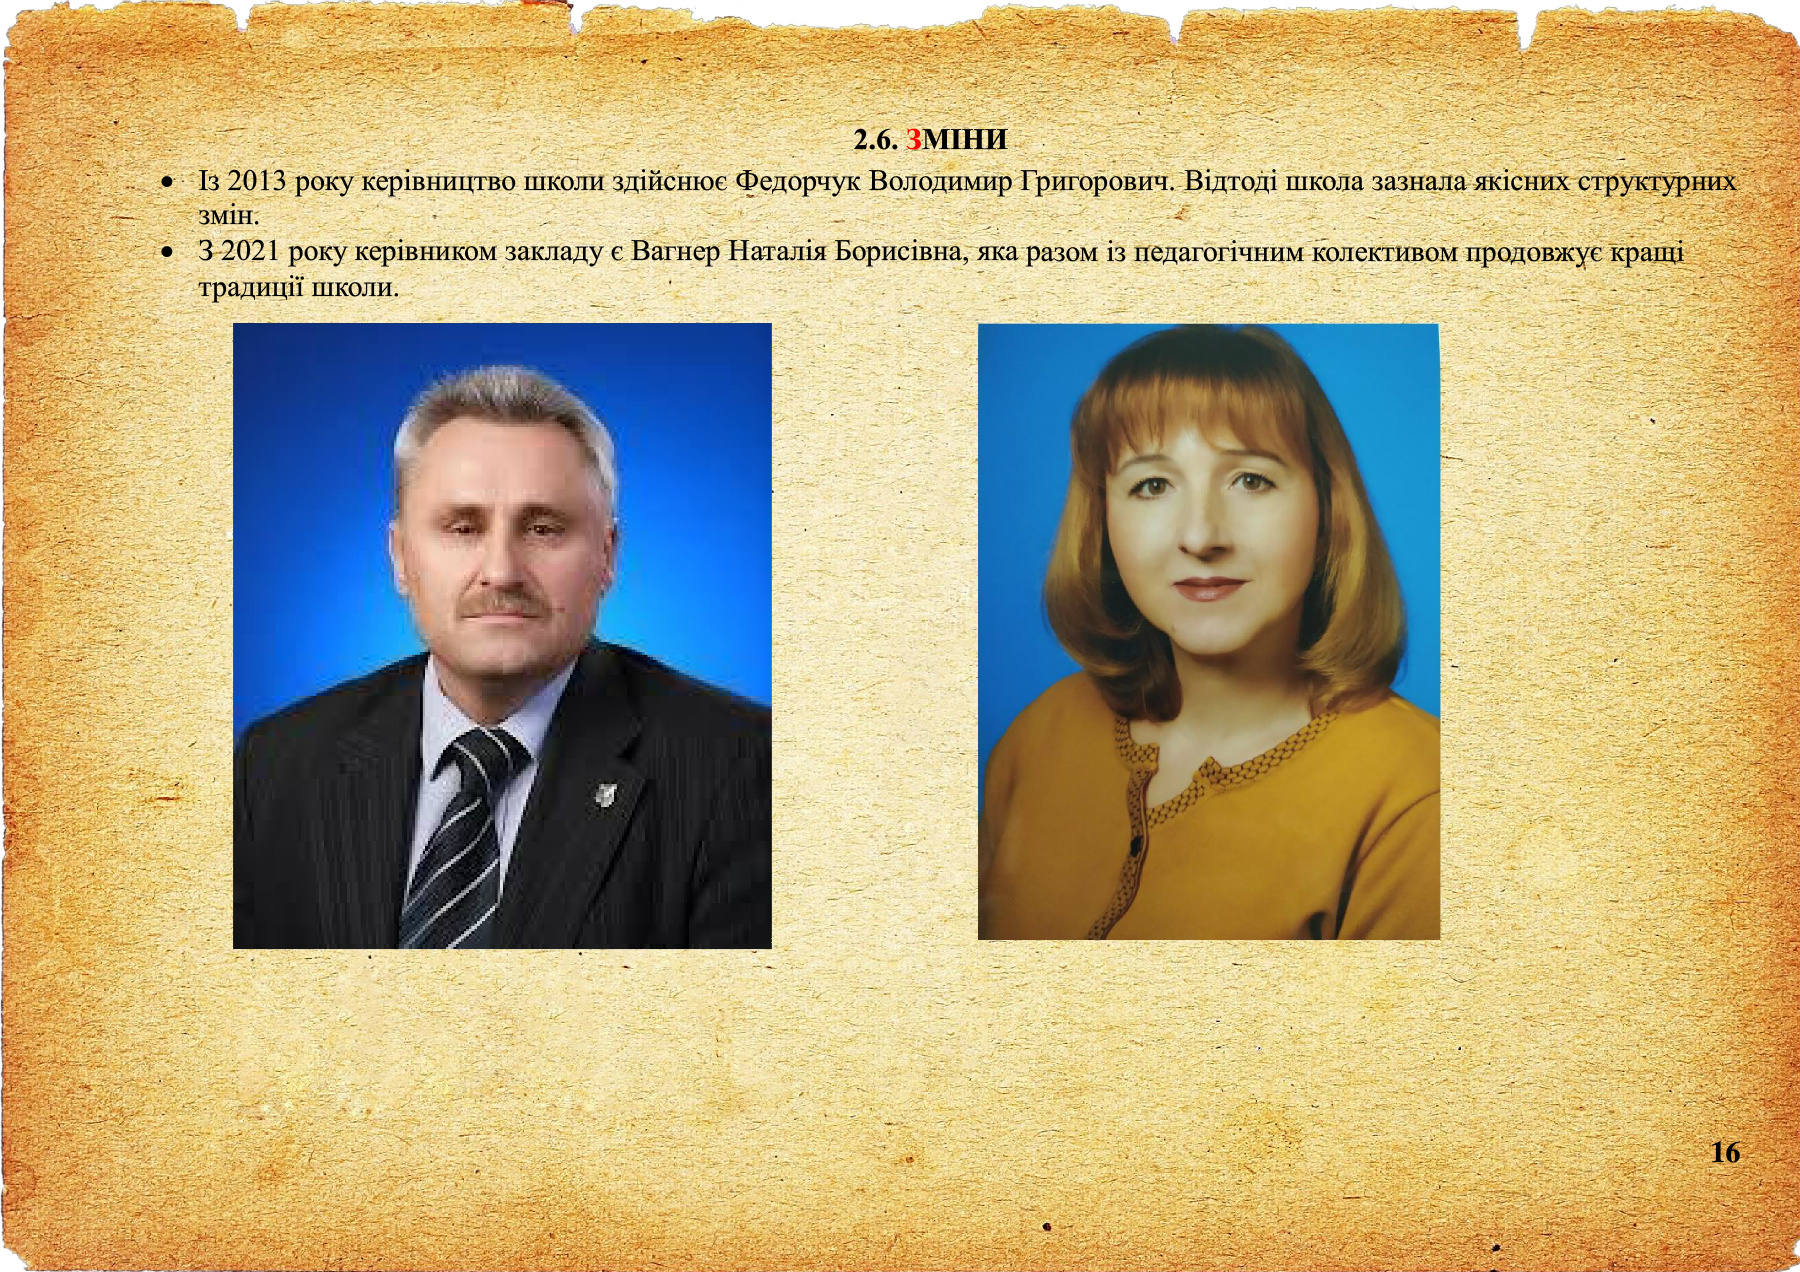 2.6. ЗМІНИ
• Із 2013 року керівництво школи здійснює Федорчук Володимир Григорович. Відтоді школа зазнала якісних структурних
змін.
• З 2021 року керівником закладу є Вагнер Наталія Борисівна, яка разом із педагогічним колективом продовжує кращі
традиції школи.
16